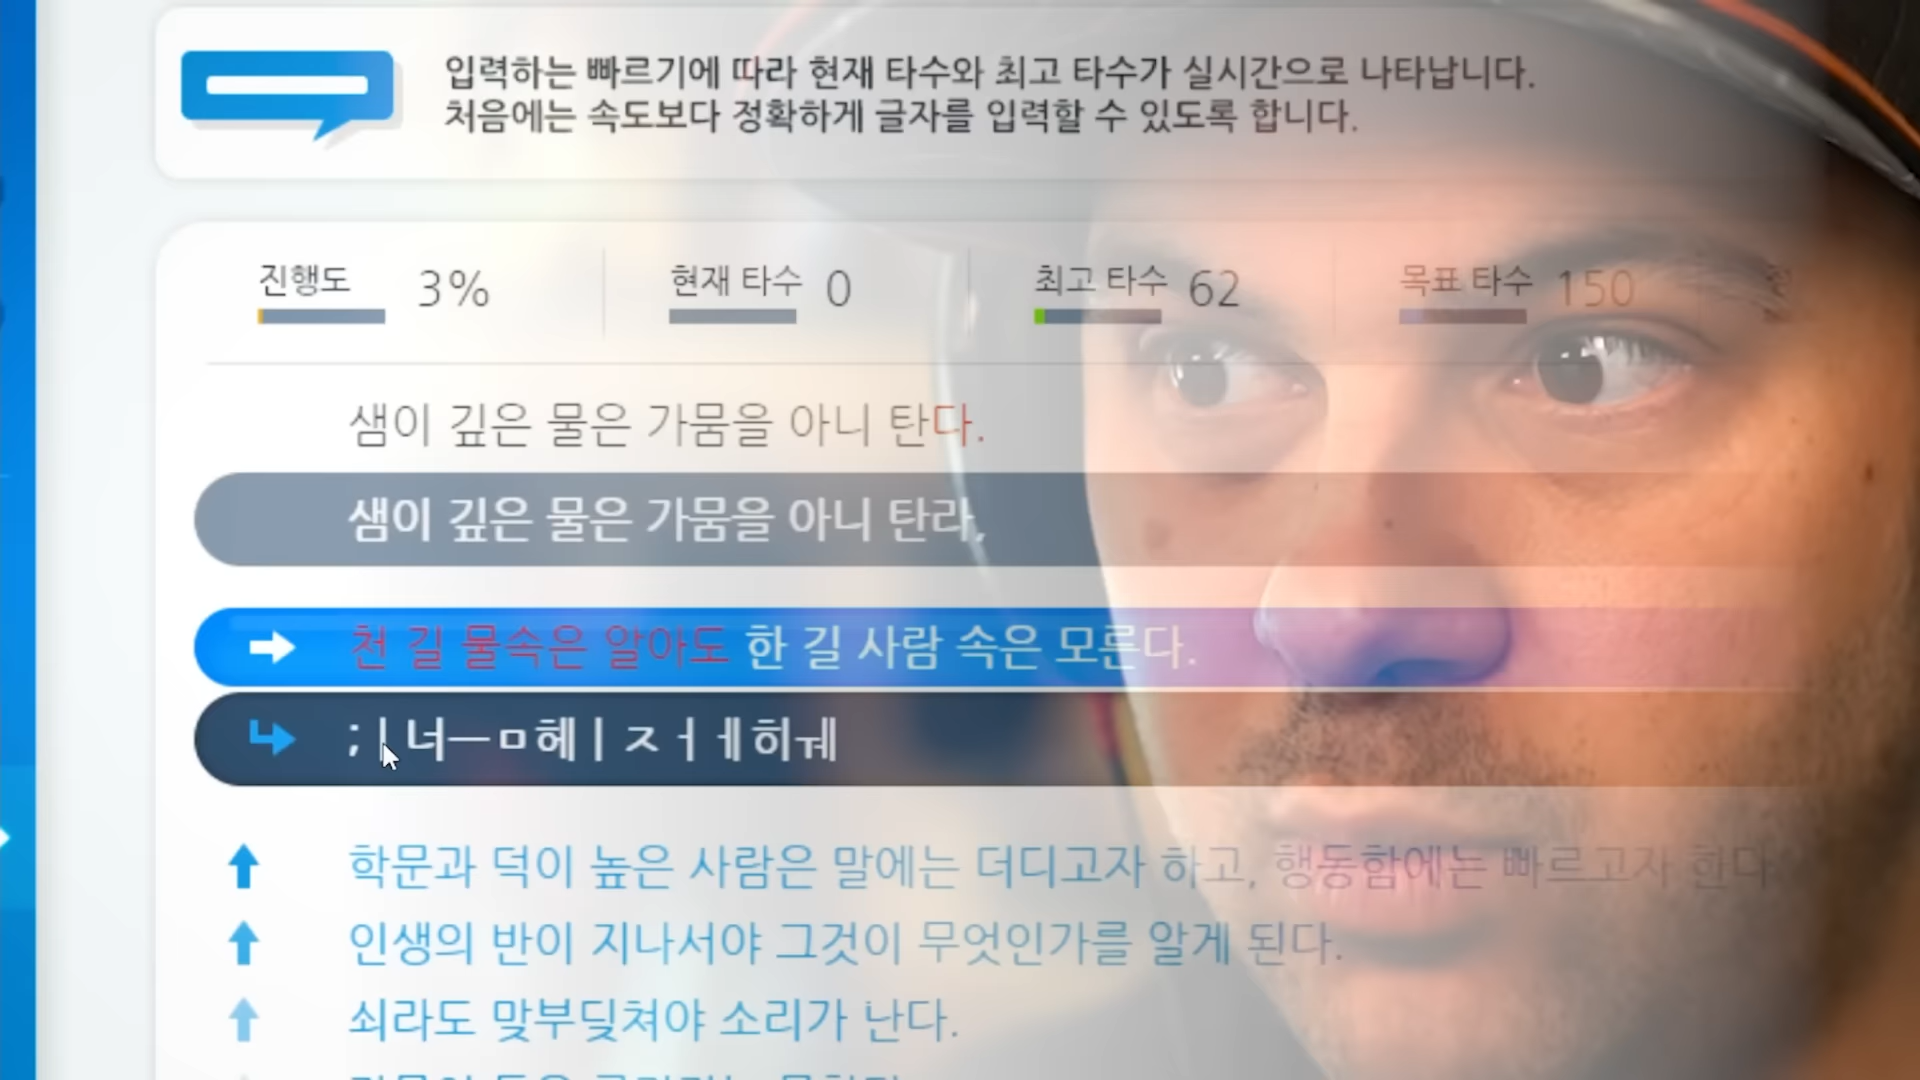 입력하는 빠르기에 따라 현재 타수와 최고 타수가 실시간으로 나타납니다.
처음에는 속도보다 정확하게 글자를 입력할 수 있도록 합니다.
진행도 3% 현재 타수 0 최고 타수 62 목표 타수 150
샘이 깊은 물은 가뭄을 아니 탄다.
샘이 깊은 물은 가뭄을 아니 탄라,
천 길 물속은 알아도 한 길 사람 속은 모른다.
;ㅣ너ㅡㅁ헤ㅣㅈㅓㅔ히ㅞ
학문과 덕이 높은 사람은 말에는 더디고자 하고, 행동함에는 빠르고자 한다
인생의 반이 지나서야 그것이 무엇인가를 알게 된다.
쇠라도 맞부딪쳐야 소리가 난다.